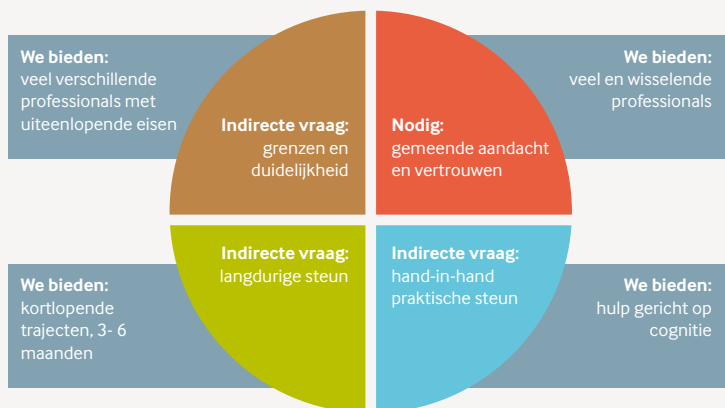 We bieden:
veel verschillende
professionals met
uiteenlopende eisen
Indirecte vraag:
grenzen en
duidelijkheid
Nodig:
gemeende aandacht
en vertrouwen
We bieden:
veel en wisselende
professionals
We bieden:
kortlopende
trajecten, 3- 6
maanden
Indirecte vraag:
langdurige steun
Indirecte vraag:
hand-in-hand
praktische steun
We bieden:
hulp gericht op
cognitie